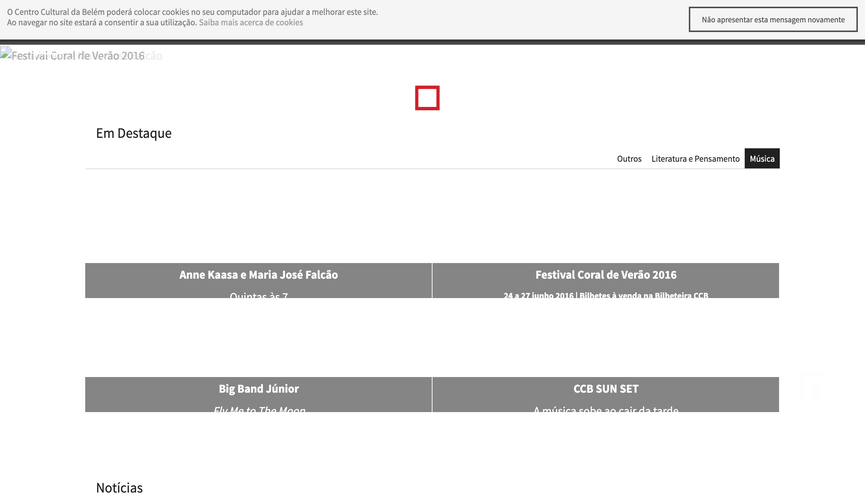 O Centro Cultural da Belém poderá colocar cookies no seu computador para ajudar a melhorar este site.
Ao navegar no site estará a consentir a sua utilização. Saiba mais acerca de cookies
Não apresentar esta mensagem novamente
Festival Coral de Verão 2016
Em Destaque
Outros Literatura e Pensamento Música
Anne Kaasa e Maria José Falcão
Quintas às 7
Festival Coral de Verão 2016
24 a 27 junho 2016 | Bilhetes à venda na Bilheteira CCB
Big Band Júnior
Fly Me to The Moon
CCB SUN SET
A música sobe ao cair da tarde
Notícias